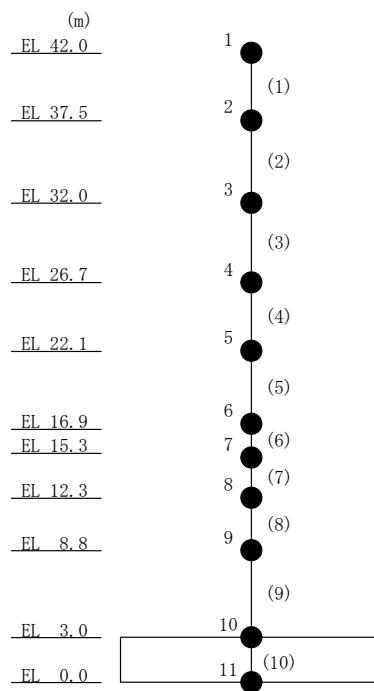 (m)
EL 42.0 1
(1)
EL 37.5 2
(2)
EL 32.0 3
(3)
EL 26.7 4
(4)
EL 22.1 5
(5)
EL 16.9 6
(6)
EL 15.3 7
(7)
EL 12.3 8
(8)
EL 8.8 9
(9)
EL 3.0 10
(10)
EL 0.0 11